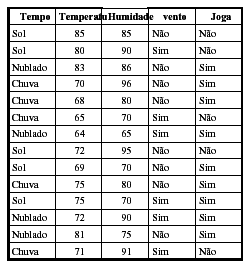 Tempo Temperatu Humidade vento Joga
Sol 85 85 Não Não
Sol 80 90 Sim Não
Nublado 83 86 Não Sim
Chuva 70 96 Não Sim
Chuva 68 80 Não Sim
Chuva 65 70 Sim Não
Nublado 64 65 Sim Sim
Sol 72 95 Não Não
Sol 69 70 Não Sim
Chuva 75 80 Não Sim
Sol 75 70 Sim Sim
Nublado 72 90 Sim Sim
Nublado 81 75 Não Sim
Chuva 71 91 Sim Não